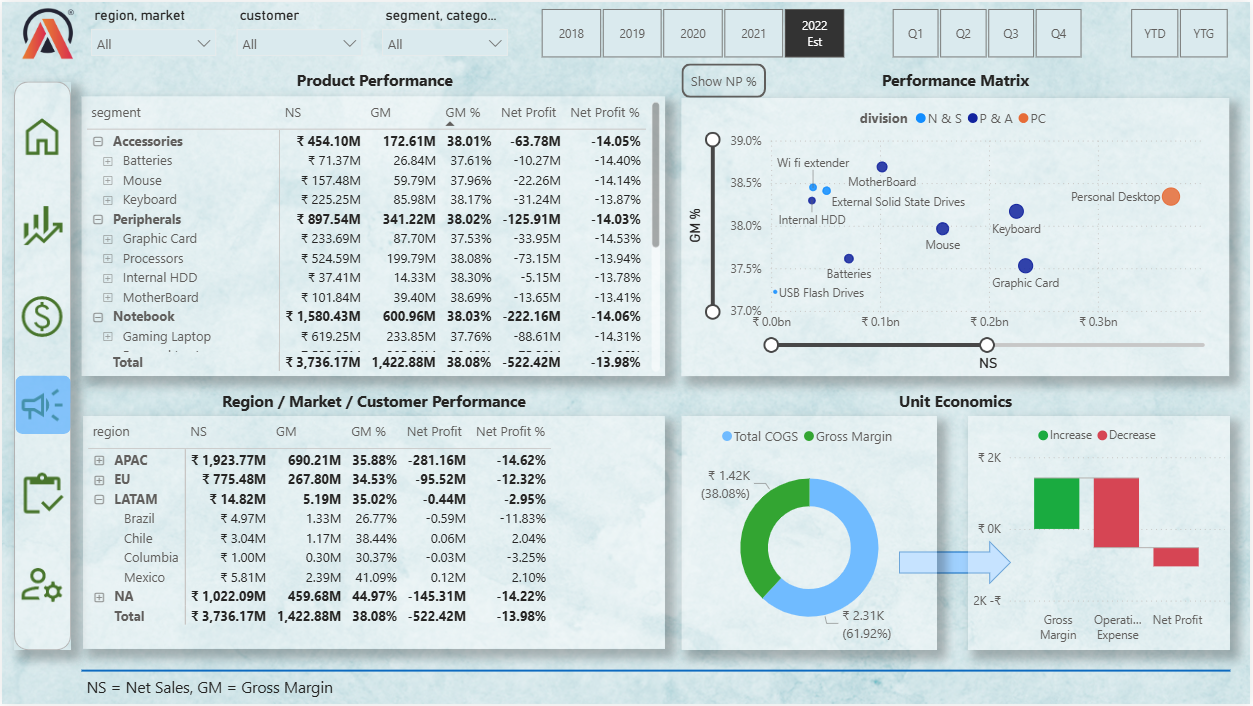 region, market customer segment, catego...
All All All
2018 2019 2020 2021 2022 Est
Q1 Q2 Q3 Q4 YTD YTG
Product Performance
segment NS GM GM % Net Profit Net Profit %
Accessories ₹ 454.10M 172.61M 38.01% -63.78M -14.05%
Batteries ₹ 71.37M 26.84M 37.61% -10.27M -14.40%
Mouse ₹ 157.48M 59.79M 37.96% -22.26M -14.14%
Keyboard ₹ 225.25M 85.98M 38.17% -31.24M -13.87%
Peripherals ₹ 897.54M 341.22M 38.02% -125.91M -14.03%
Graphic Card ₹ 233.69M 87.70M 37.53% -33.95M -14.53%
Processors ₹ 524.59M 199.79M 38.08% -73.15M -13.94%
Internal HDD ₹ 37.41M 14.33M 38.30% -5.15M -13.78%
MotherBoard ₹ 101.84M 39.40M 38.69% -13.65M -13.41%
Notebook ₹ 1,580.43M 600.96M 38.03% -222.16M -14.06%
Gaming Laptop ₹ 619.25M 233.85M 37.76% -88.61M -14.31%
Total ₹ 3,736.17M 1,422.88M 38.08% -522.42M -13.98%
Show NP %
Performance Matrix
division N & S P & A PC
39.0%
Wi fi extender
MotherBoard
38.5%
External Solid State Drives
Personal Desktop
Internal HDD
38.0%
Keyboard
Mouse
GM %
37.5%
Batteries
Graphic Card
USB Flash Drives
37.0%
₹ 0.0bn ₹ 0.1bn ₹ 0.2bn ₹ 0.3bn
NS
Region / Market / Customer Performance
region NS GM GM % Net Profit Net Profit %
APAC ₹ 1,923.77M 690.21M 35.88% -281.16M -14.62%
EU ₹ 775.48M 267.80M 34.53% -95.52M -12.32%
LATAM ₹ 14.82M 5.19M 35.02% -0.44M -2.95%
Brazil ₹ 4.97M 1.33M 26.77% -0.59M -11.83%
Chile ₹ 3.04M 1.17M 38.44% 0.06M 2.04%
Columbia ₹ 1.00M 0.30M 30.37% -0.03M -3.25%
Mexico ₹ 5.81M 2.39M 41.09% 0.12M 2.10%
NA ₹ 1,022.09M 459.68M 44.97% -145.31M -14.22%
Total ₹ 3,736.17M 1,422.88M 38.08% -522.42M -13.98%
Unit Economics
Total COGS Gross Margin
₹ 1.42K
(38.08%)
₹ 2.31K
(61.92%)
Increase Decrease
₹ 2K
₹ 0K
2K -₹
Gross Margin
Operati... Expense
Net Profit
NS = Net Sales, GM = Gross Margin